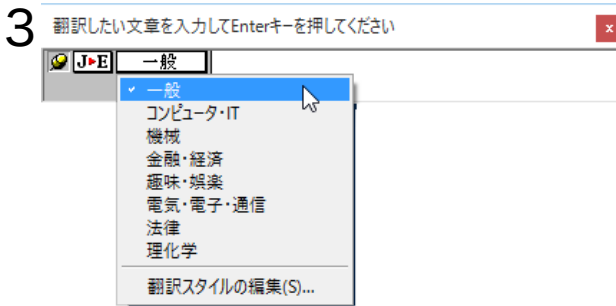 3
翻訳したい文章を入力してEnterキーを押してください
x
J▶E 一般
✓ 一般
コンピュータ・IT
機械
金融・経済
趣味・娯楽
電気・電子・通信
法律
理化学
翻訳スタイルの編集(S)...